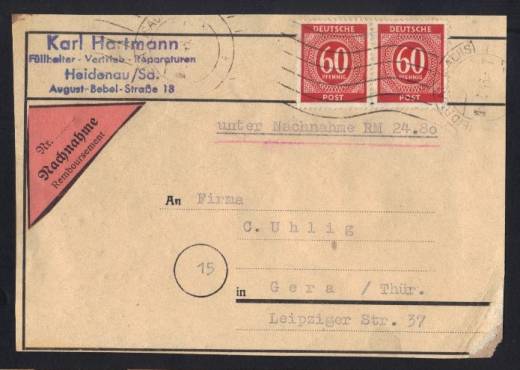 Karl Hartmann
Füllhalter - Vertrieb - Reparaturen
Heidenau/Sa.
August-Bebel-Straße 13
DEUTSCHE
60
PFENNIG
POST
DEUTSCHE
60
PFENNIG
POST
unter Nachnahme RM 24.80
Nr.
Nachnahme
Remboursement
An Firma
C. Uhlig
15
in Gera / Thür.
Leipziger Str. 37